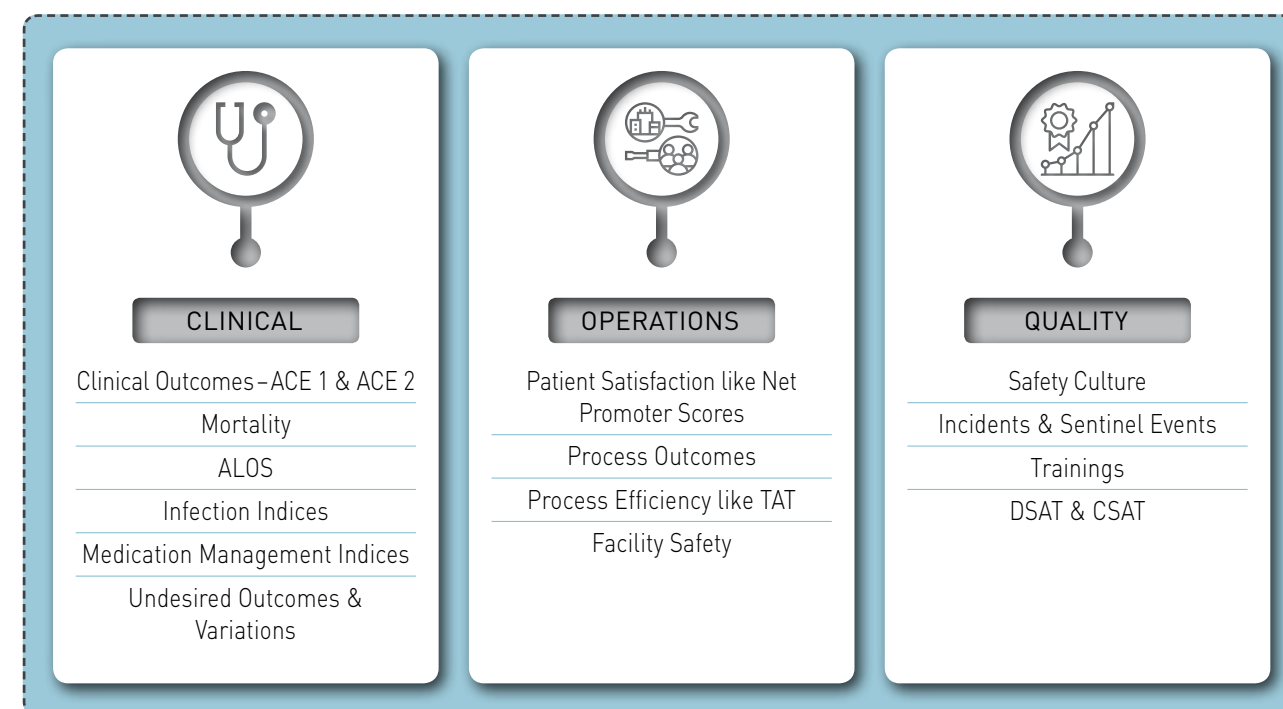 CLINICAL
Clinical Outcomes–ACE 1 & ACE 2
Mortality
ALOS
Infection Indices
Medication Management Indices
Undesired Outcomes &
Variations
OPERATIONS
Patient Satisfaction like Net
Promoter Scores
Process Outcomes
Process Efficiency like TAT
Facility Safety
QUALITY
Safety Culture
Incidents & Sentinel Events
Trainings
DSAT & CSAT